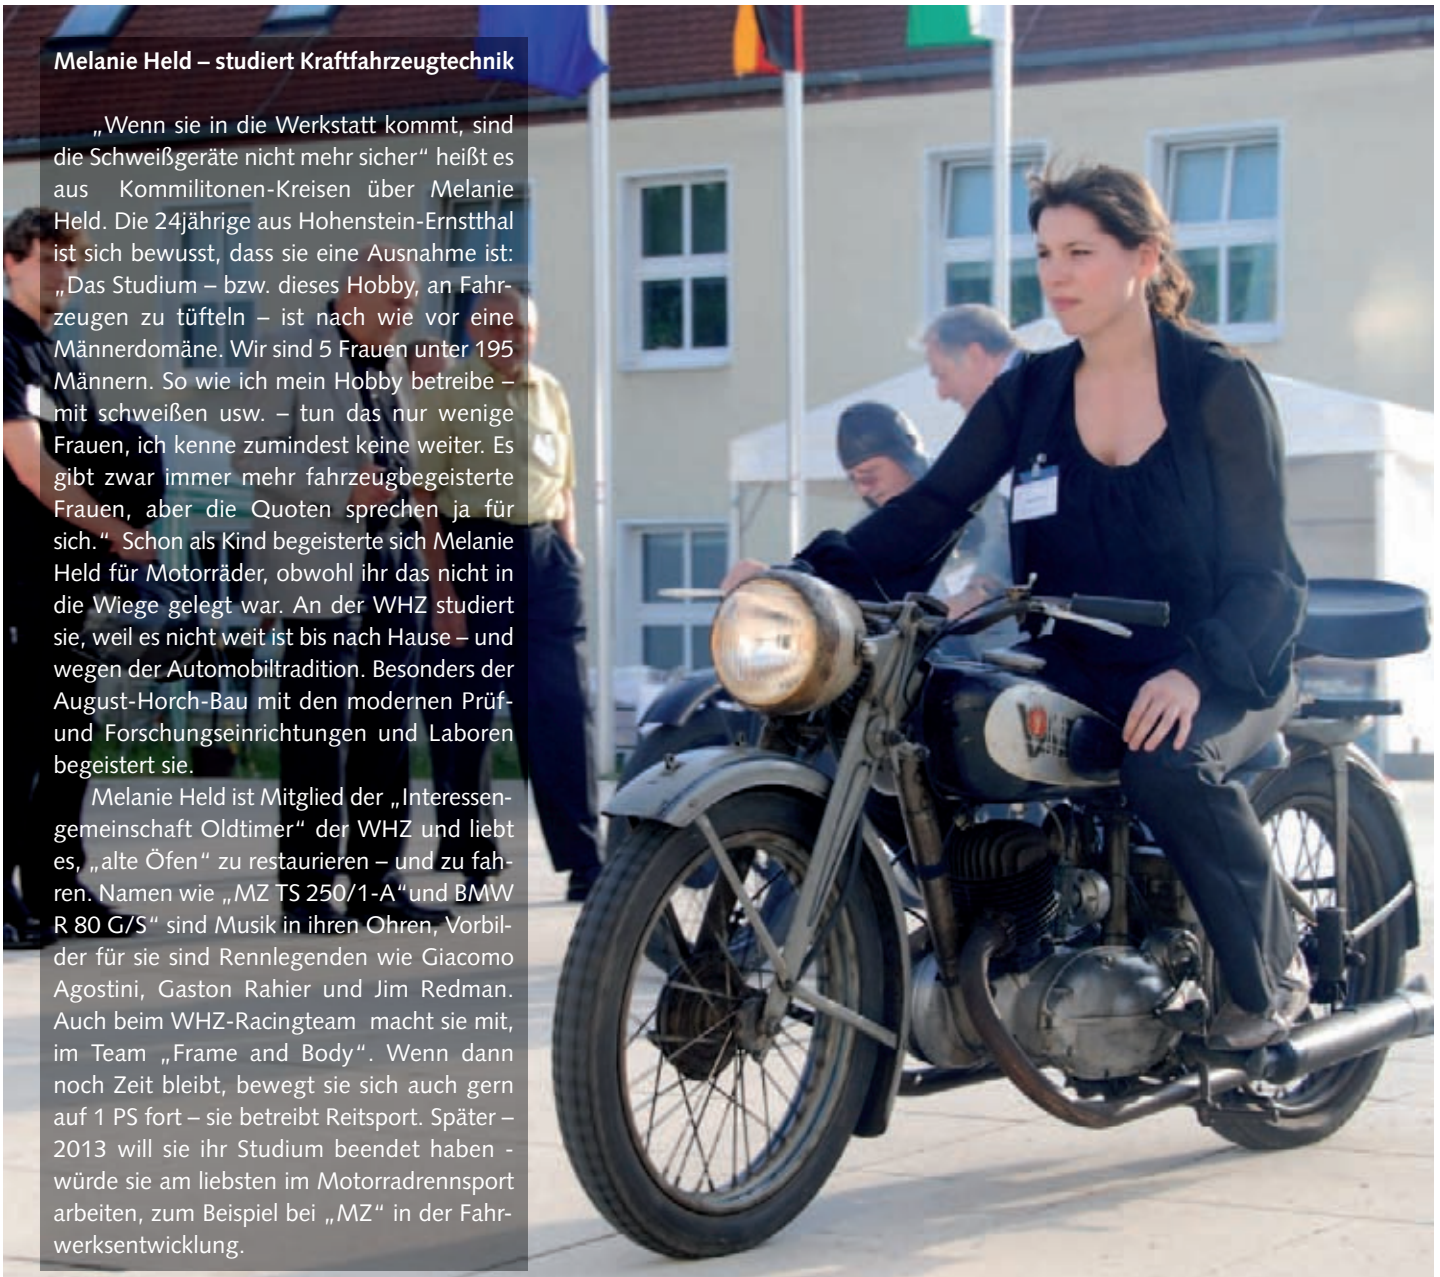 Melanie Held – studiert Kraftfahrzeugtechnik
„Wenn sie in die Werkstatt kommt, sind
die Schweißgeräte nicht mehr sicher“ heißt es
aus Kommilitonen-Kreisen über Melanie
Held. Die 24jährige aus Hohenstein-Ernstthal
ist sich bewusst, dass sie eine Ausnahme ist:
„Das Studium – bzw. dieses Hobby, an Fahr-
zeugen zu tüfteln – ist nach wie vor eine
Männerdomäne. Wir sind 5 Frauen unter 195
Männern. So wie ich mein Hobby betreibe –
mit schweißen usw. – tun das nur wenige
Frauen, ich kenne zumindest keine weiter. Es
gibt zwar immer mehr fahrzeugbegeisterte
Frauen, aber die Quoten sprechen ja für
sich.“ Schon als Kind begeisterte sich Melanie
Held für Motorräder, obwohl ihr das nicht in
die Wiege gelegt war. An der WHZ studiert
sie, weil es nicht weit ist bis nach Hause – und
wegen der Automobiltradition. Besonders der
August-Horch-Bau mit den modernen Prüf-
und Forschungseinrichtungen und Laboren
begeistert sie.
Melanie Held ist Mitglied der „Interessen-
gemeinschaft Oldtimer“ der WHZ und liebt
es, „alte Öfen“ zu restaurieren – und zu fah-
ren. Namen wie „MZ TS 250/1-A“und BMW
R 80 G/S“ sind Musik in ihren Ohren, Vorbil-
der für sie sind Rennlegenden wie Giacomo
Agostini, Gaston Rahier und Jim Redman.
Auch beim WHZ-Racingteam macht sie mit,
im Team „Frame and Body“. Wenn dann
noch Zeit bleibt, bewegt sie sich auch gern
auf 1 PS fort – sie betreibt Reitsport. Später –
2013 will sie ihr Studium beendet haben -
würde sie am liebsten im Motorradrennsport
arbeiten, zum Beispiel bei „MZ“ in der Fahr-
werksentwicklung.